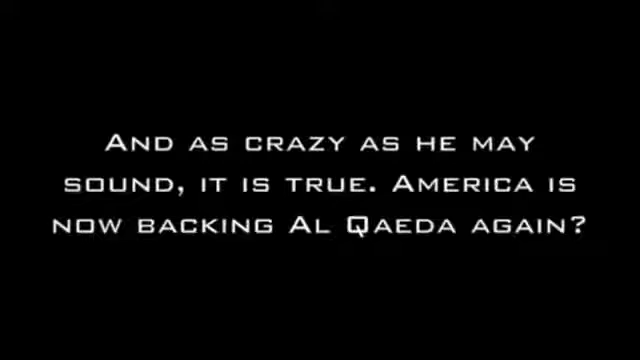 And as crazy as he may
sound, it is true. America is
now backing Al Qaeda again?